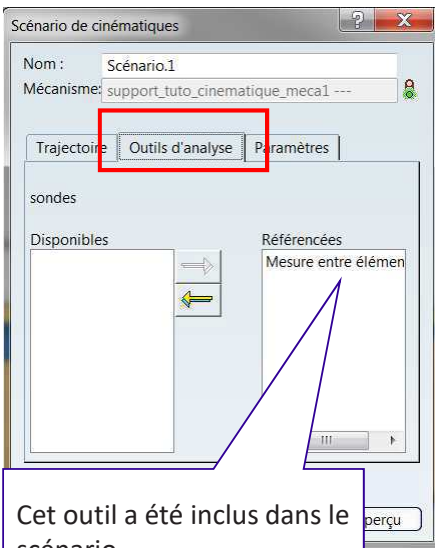 Scénario de cinématiques
Nom : Scénario.1
Mécanisme: support_tuto_cinematique_meca1 ---
Trajectoire Outils d'analyse Paramètres
sondes
Disponibles Référencées
Mesure entre élémen
Cet outil a été inclus dans le
scénario
perçu